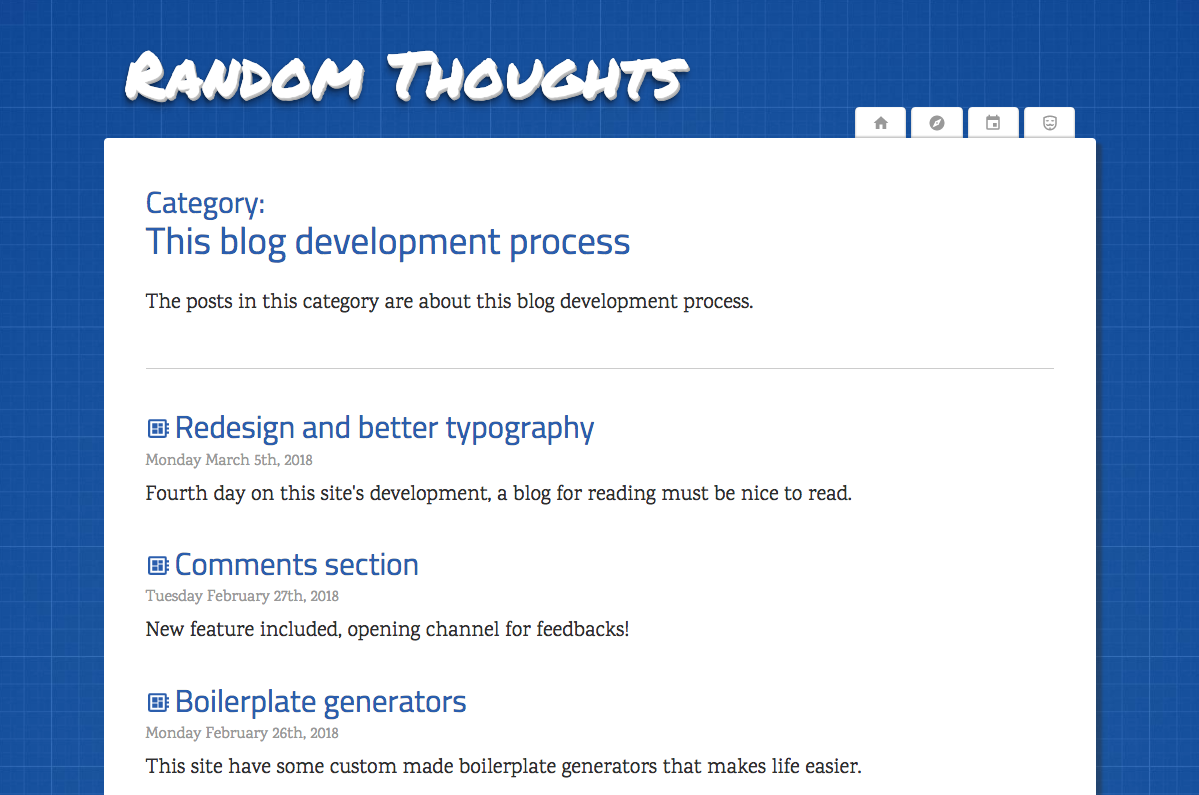 Random Thoughts
Category:
This blog development process
The posts in this category are about this blog development process.
Redesign and better typography
Monday March 5th, 2018
Fourth day on this site's development, a blog for reading must be nice to read.
Comments section
Tuesday February 27th, 2018
New feature included, opening channel for feedbacks!
Boilerplate generators
Monday February 26th, 2018
This site have some custom made boilerplate generators that makes life easier.